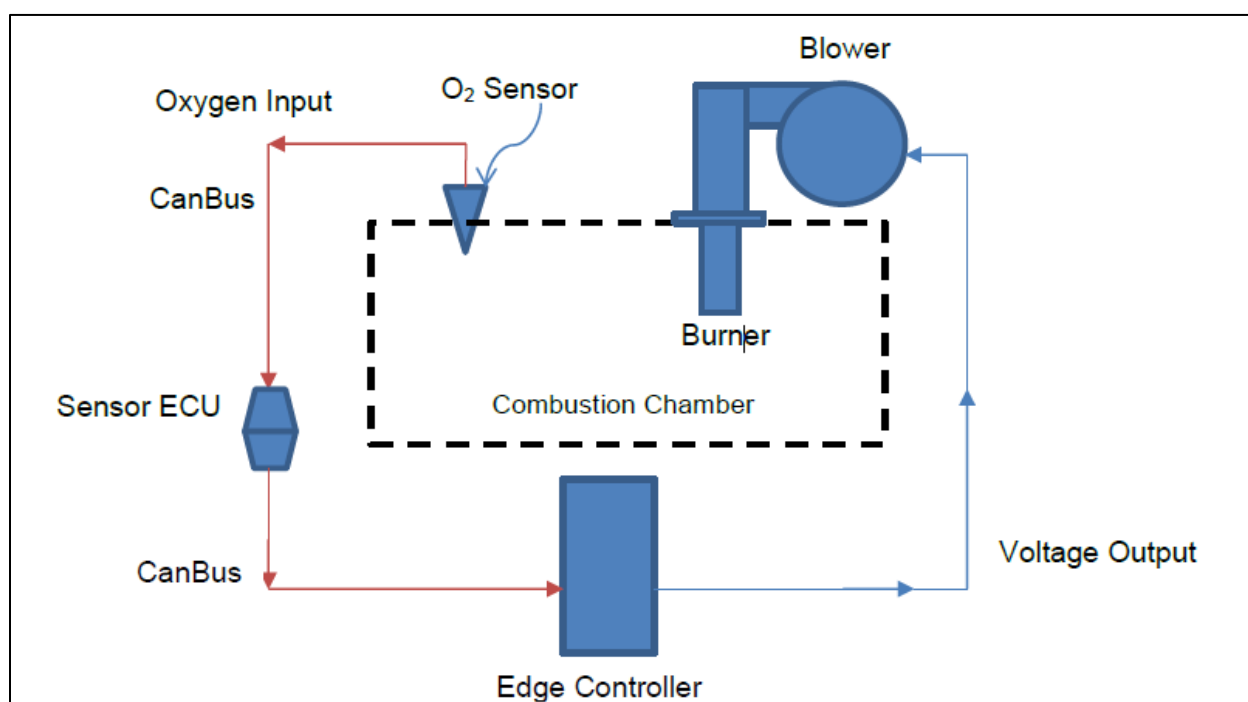 Blower
O₂ Sensor
Oxygen Input
CanBus
Burner
Sensor ECU
Combustion Chamber
Voltage Output
CanBus
Edge Controller